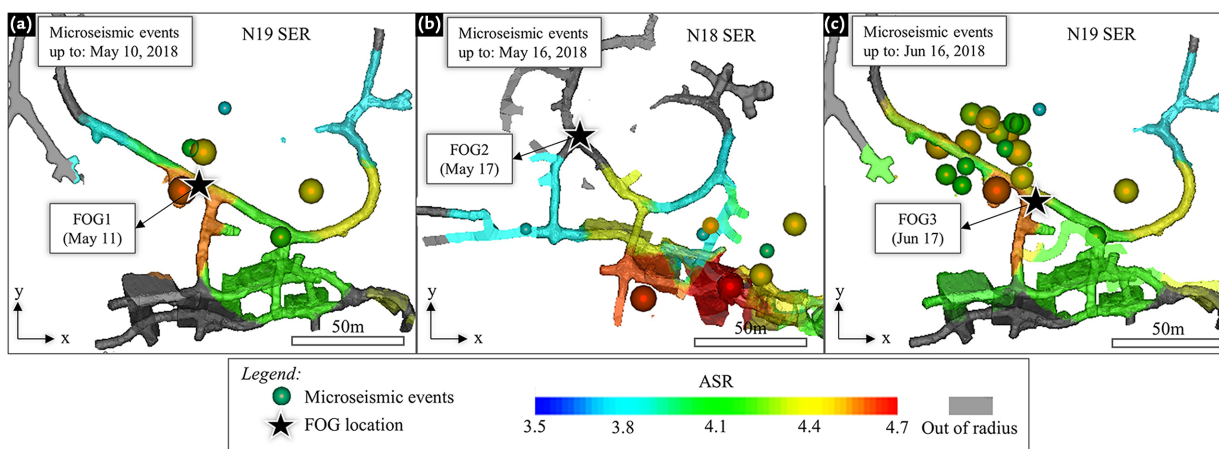 (a)
Microseismic events
up to: May 10, 2018
N19 SER
FOG1
(May 11)
y
x
50m
(b)
Microseismic events
up to: May 16, 2018
N18 SER
FOG2
(May 17)
y
x
50m
(c)
Microseismic events
up to: Jun 16, 2018
N19 SER
FOG3
(Jun 17)
y
x
50m
Legend:
Microseismic events
FOG location
ASR
3.5 3.8 4.1 4.4 4.7
Out of radius